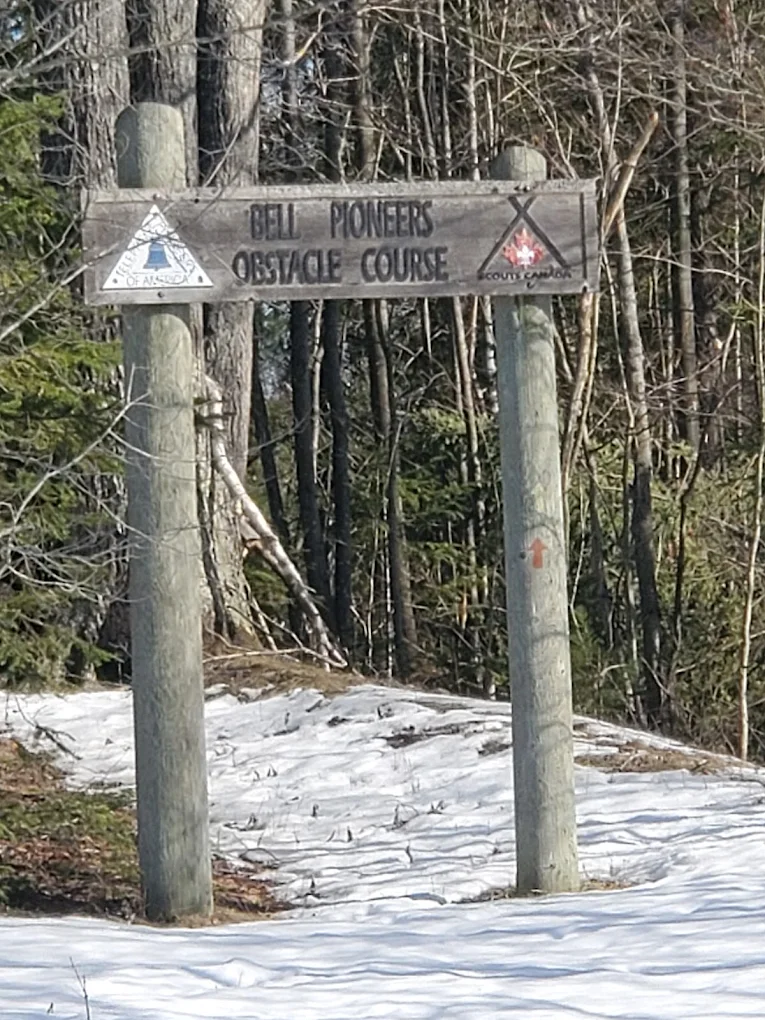 BELL PIONEERS
OBSTACLE COURSE
OF AMERICA
SCOUTS CANADA